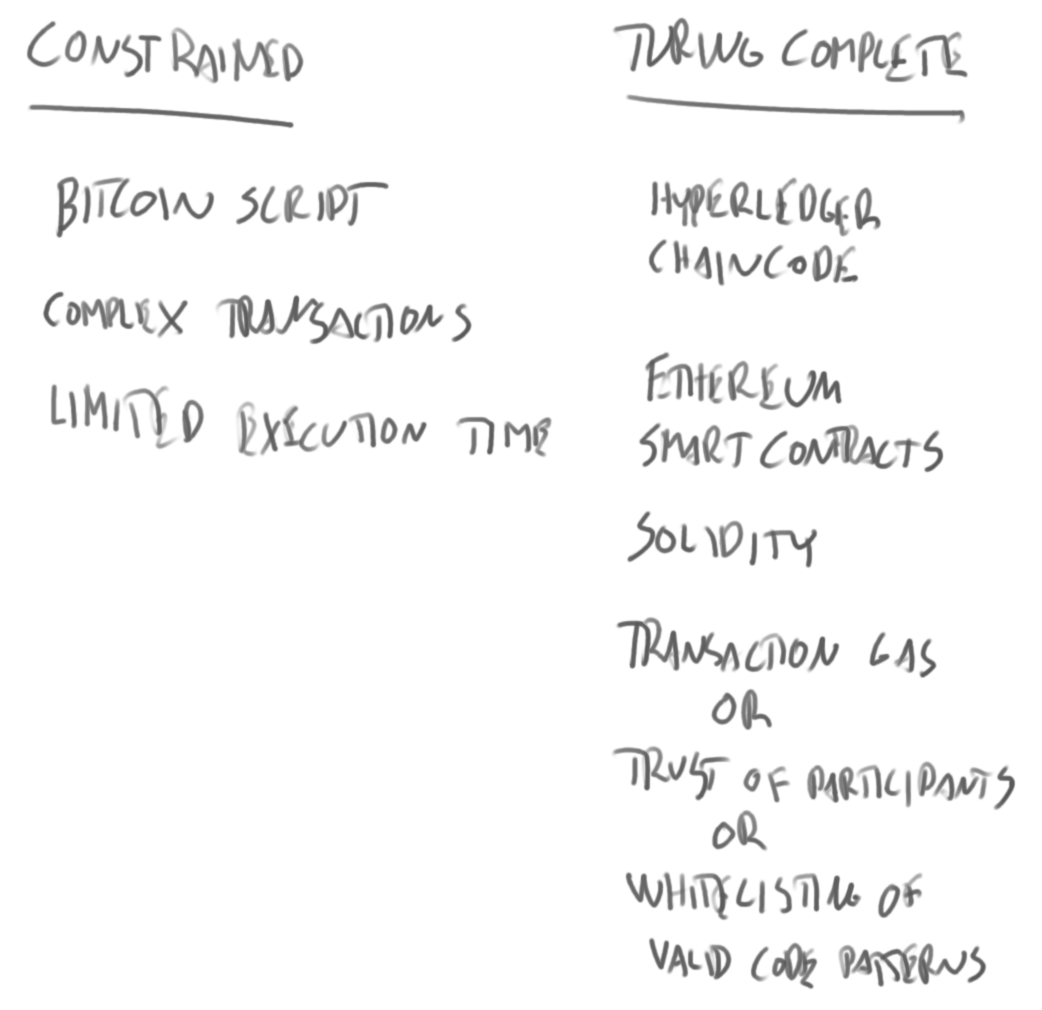 CONSTRAINED
BITCOIN SCRIPT
COMPLEX TRANSACTIONS
LIMITED EXECUTION TIME
TURING COMPLETE
HYPERLEDGER
CHAINCODE
ETHEREUM
SMART CONTRACTS
SOLIDITY
TRANSACTION GAS
OR
TRUST OF PARTICIPANTS
OR
WHITELISTING OF
VALID CODE PATTERNS